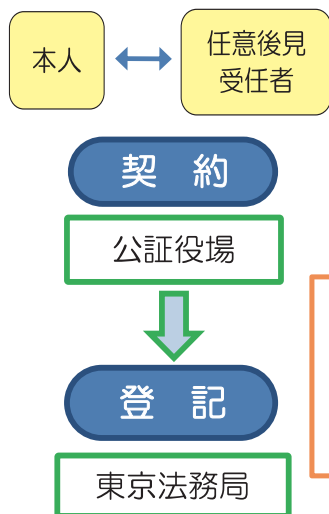 本人
任意後見
受任者
契 約
公証役場
登 記
東京法務局